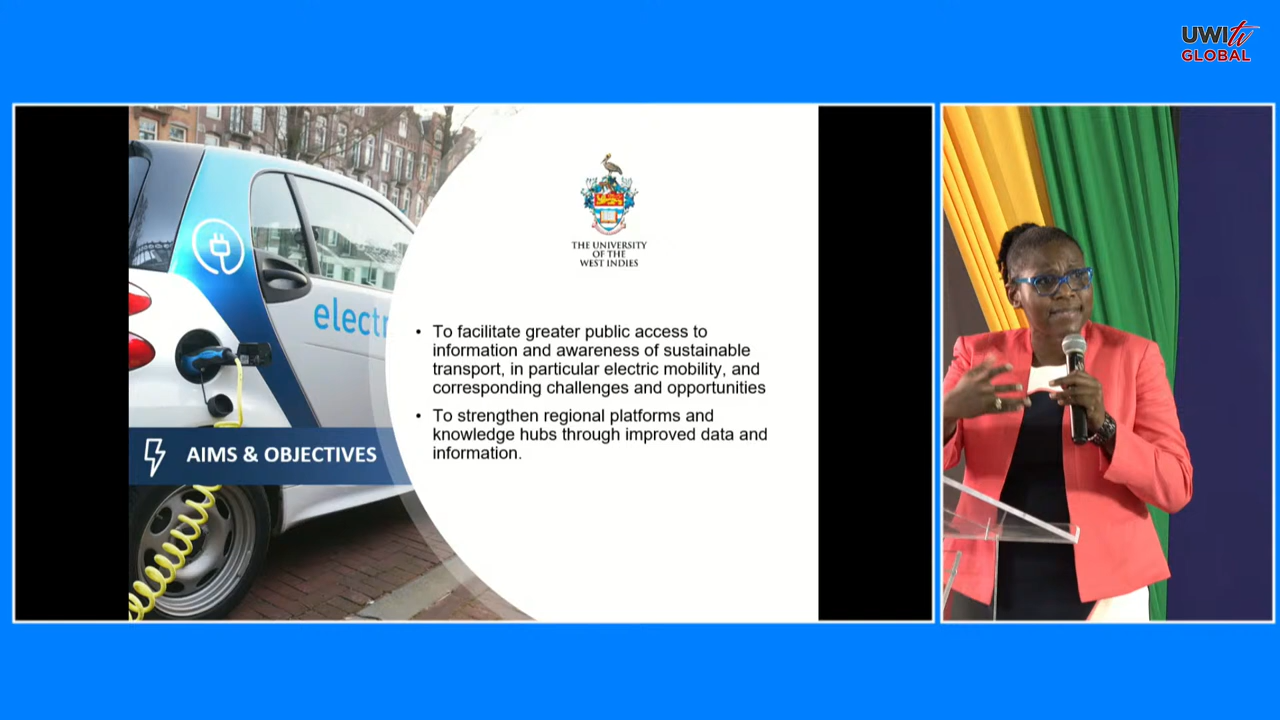 UWItv
GLOBAL
THE UNIVERSITY
OF THE
WEST INDIES
electr
• To facilitate greater public access to
information and awareness of sustainable
transport, in particular electric mobility, and
corresponding challenges and opportunities
• To strengthen regional platforms and
knowledge hubs through improved data and
information.
AIMS & OBJECTIVES